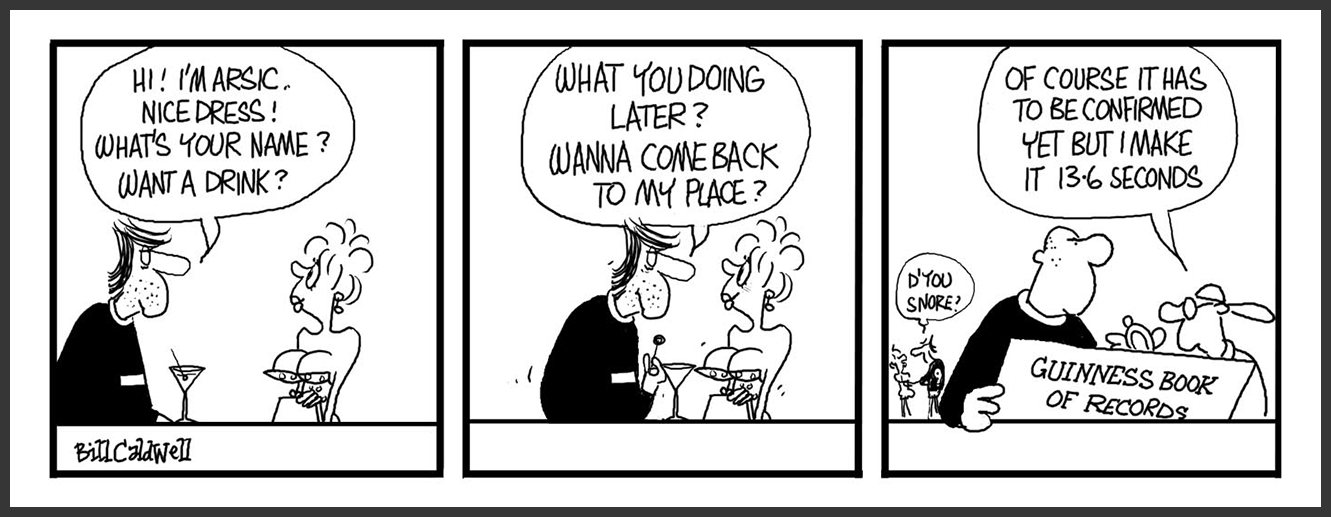 HI! I'M ARSIC..
NICE DRESS!
WHAT'S YOUR NAME?
WANT A DRINK?
Bill Caldwell
WHAT YOU DOING
LATER?
WANNA COME BACK
TO MY PLACE?
OF COURSE IT HAS
TO BE CONFIRMED
YET BUT I MAKE
IT 13.6 SECONDS
D'YOU
SNORE?
GUINNESS BOOK
OF RECORDS